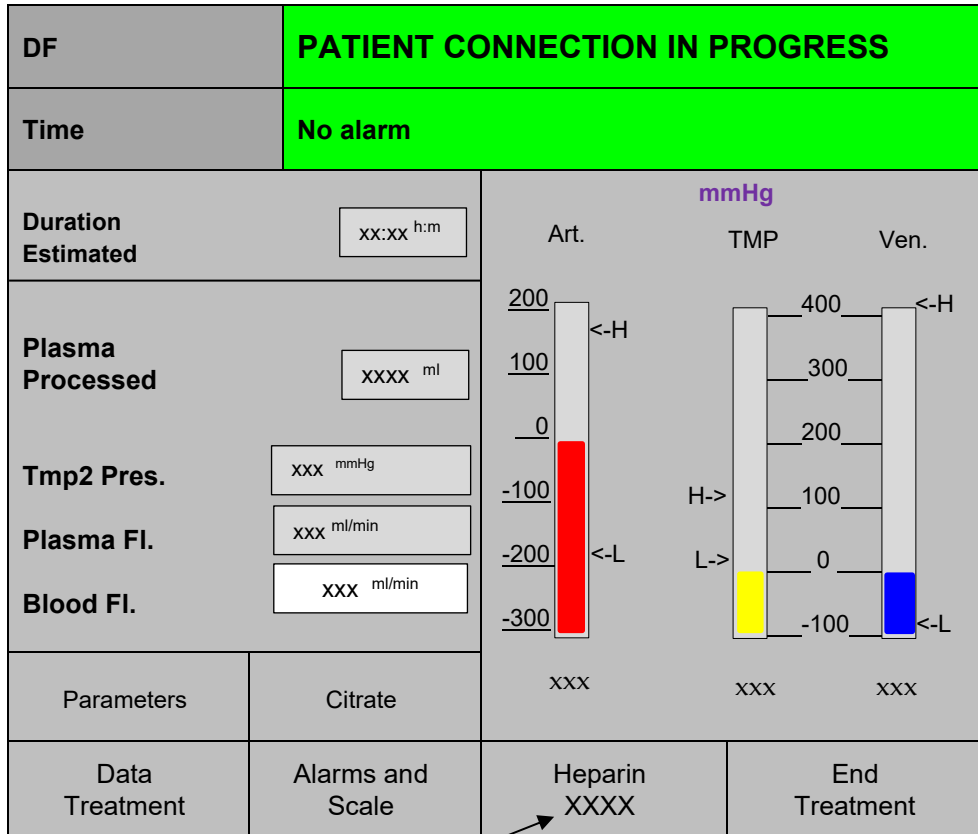 DF
PATIENT CONNECTION IN PROGRESS
Time
No alarm
Duration
Estimated
xx:xx h:m
Plasma
Processed
xxxx ml
Tmp2 Pres.
xxx mmHg
Plasma Fl.
xxx ml/min
Blood Fl.
xxx ml/min
mmHg
Art.
TMP
Ven.
200
<-H
100
0
-100
-200
<-L
-300
400
<-H
300
200
H->
100
L->
0
-100
<-L
xxx
xxx
xxx
Parameters
Citrate
Data
Treatment
Alarms and
Scale
Heparin
XXXX
End
Treatment